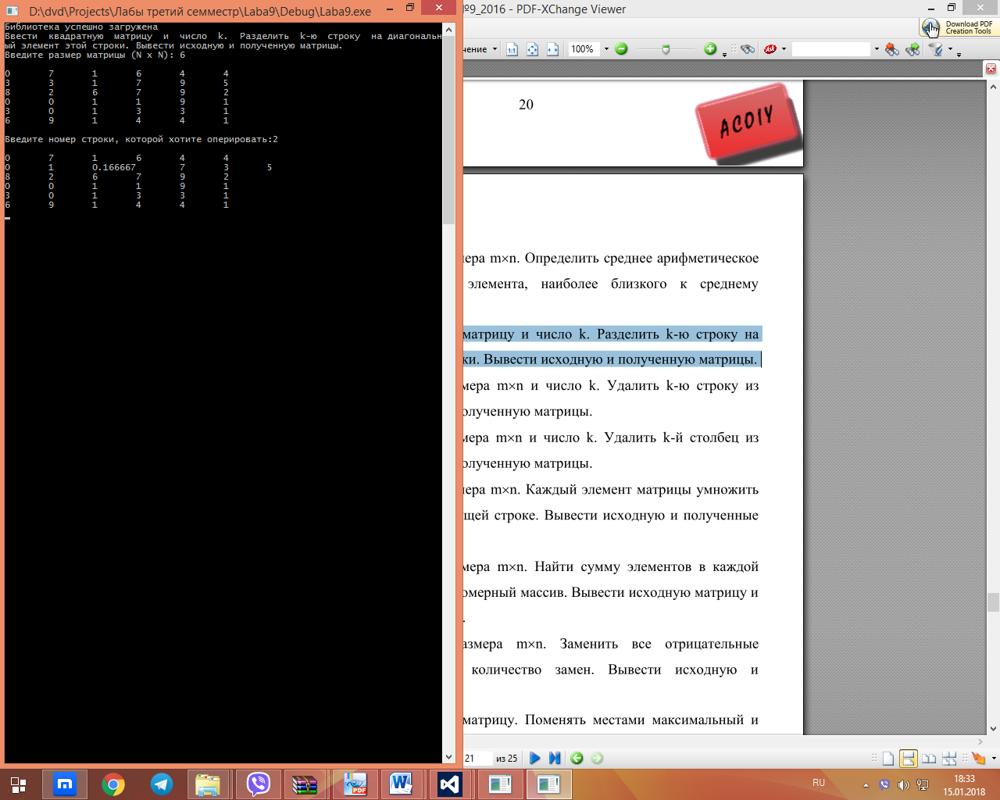 D:\dvd\Projects\Лабы третий семместр\Laba9\Debug\Laba9.exe
№9_2016 - PDF-XChange Viewer
Библиотека успешно загружена
Ввести квадратную матрицу и число k. Разделить k-ю строку на диагональн
ый элемент этой строки. Вывести исходную и полученную матрицы.
Введите размер матрицы (N x N): 6
0 7 1 6 4 4
3 3 1 7 9 5
8 2 6 7 9 2
0 0 1 1 9 1
3 0 1 3 3 1
6 9 1 4 4 1
Введите номер строки, которой хотите оперировать:2
0 7 1 6 4 4
0 1 0.166667 7 3 5
8 2 6 7 9 2
0 0 1 1 9 1
3 0 1 3 3 1
6 9 1 4 4 1
Download PDF
Creation Tools
чение
1:1
100%
Ask
20
АСОІУ
мера m×n. Определить среднее арифметическое
элемента, наиболее близкого к среднему
матрицу и число k. Разделить k-ю строку на
ки. Вывести исходную и полученную матрицы.
мера m×n и число k. Удалить k-ю строку из
олученную матрицы.
мера m×n и число k. Удалить k-й столбец из
олученную матрицы.
мера m×n. Каждый элемент матрицы умножить
щей строке. Вывести исходную и полученные
мера m×n. Найти сумму элементов в каждой
омерный массив. Вывести исходную матрицу и
.
азмера m×n. Заменить все отрицательные
количество замен. Вывести исходную и
матрицу. Поменять местами максимальный и
21 из 25
PDF
RU
18:33
15.01.2018